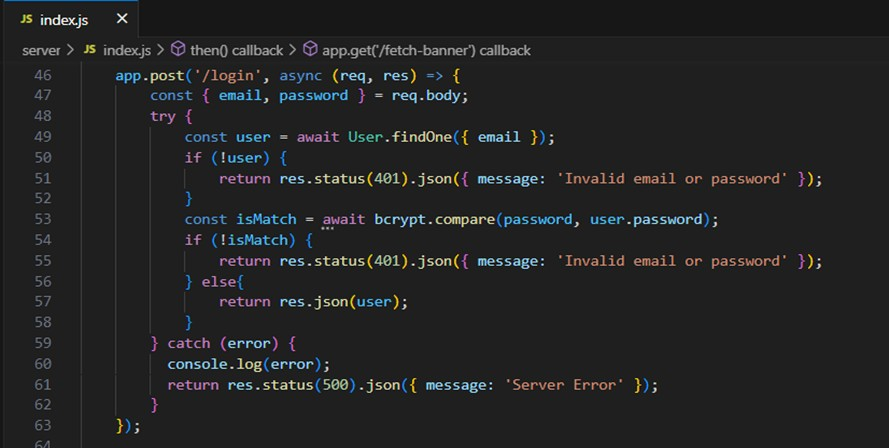 JS index.js ×
server > JS index.js > then() callback > app.get('/fetch-banner') callback
46 app.post('/login', async (req, res) => {
47 const { email, password } = req.body;
48 try {
49 const user = await User.findOne({ email });
50 if (!user) {
51 return res.status(401).json({ message: 'Invalid email or password' });
52 }
53 const isMatch = await bcrypt.compare(password, user.password);
54 if (!isMatch) {
55 return res.status(401).json({ message: 'Invalid email or password' });
56 } else{
57 return res.json(user);
58 }
59 } catch (error) {
60 console.log(error);
61 return res.status(500).json({ message: 'Server Error' });
62 }
63 });
64